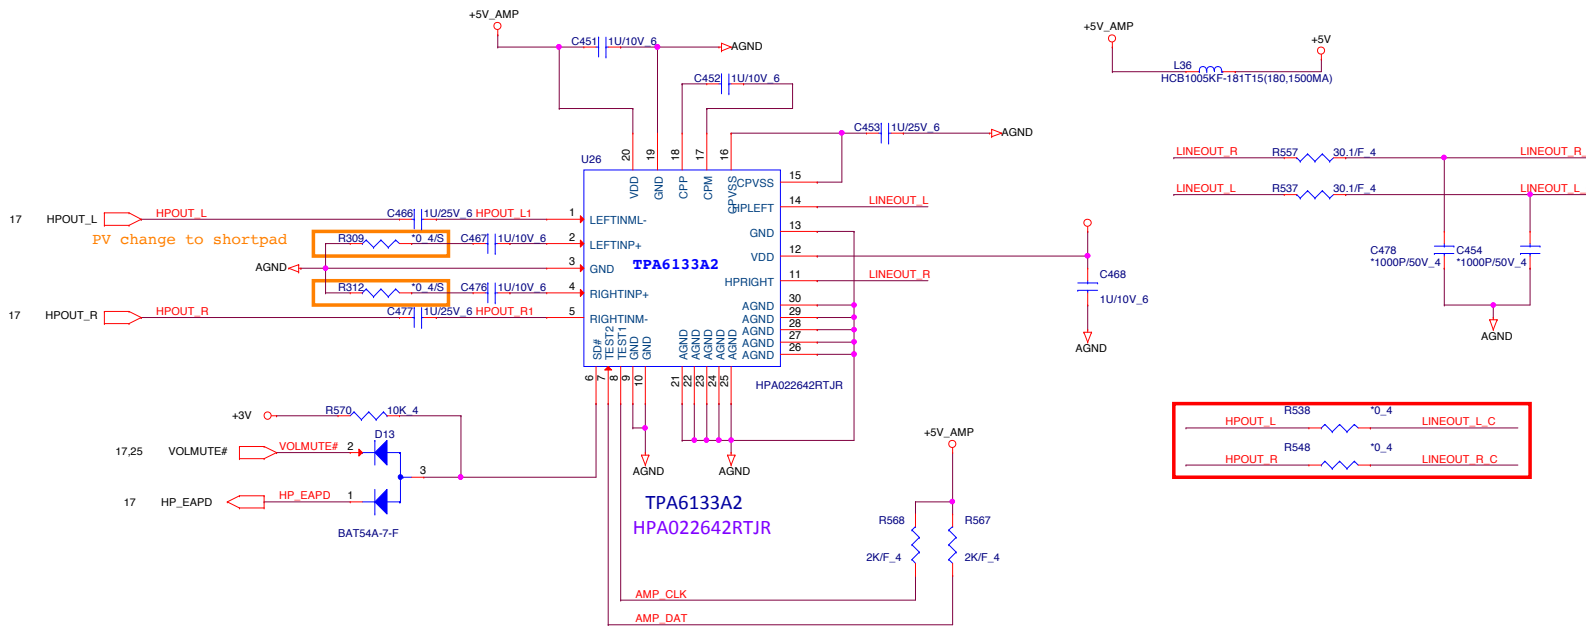 +5V_AMP
C451 1U/10V_6
AGND
C452 1U/10V_6
C453 1U/25V_6
AGND
+5V_AMP
+5V
L36
HCB1005KF-181T15(180,1500MA)
U26
20
19
18
17
16
VDD
GND
CPP
CPM
CPVSS
CPVSS
15
HPLEFT
14
LINEOUT_L
GND
13
VDD
12
HPRIGHT
11
LINEOUT_R
AGND
30
AGND
29
AGND
28
AGND
27
AGND
26
17 HPOUT_L HPOUT_L C466 1U/25V_6 HPOUT_L1 1 LEFTINML-
PV change to shortpad
R309 *0_4/S C467 1U/10V_6 2 LEFTINP+
AGND 3 GND
TPA6133A2
R312 *0_4/S C476 1U/10V_6 4 RIGHTINP+
17 HPOUT_R HPOUT_R C477 1U/25V_6 HPOUT_R1 5 RIGHTINM-
SD#
TEST2
TEST1
GND
GND
AGND
AGND
AGND
AGND
AGND
6
7
8
9
10
21
22
23
24
25
HPA022642RTJR
C468
1U/10V_6
AGND
LINEOUT_R R557 30.1/F_4 LINEOUT_R_
LINEOUT_L R537 30.1/F_4 LINEOUT_L_
C478
*1000P/50V_4
C454
*1000P/50V_4
AGND
+3V R570 10K_4
D13
17,25 VOLMUTE# VOLMUTE# 2
3
17 HP_EAPD HP_EAPD 1
BAT54A-7-F
AGND
AGND
TPA6133A2
HPA022642RTJR
+5V_AMP
R568
2K/F_4
R567
2K/F_4
AMP_CLK
AMP_DAT
HPOUT_L R538 *0_4 LINEOUT_L_C
HPOUT_R R548 *0_4 LINEOUT_R_C